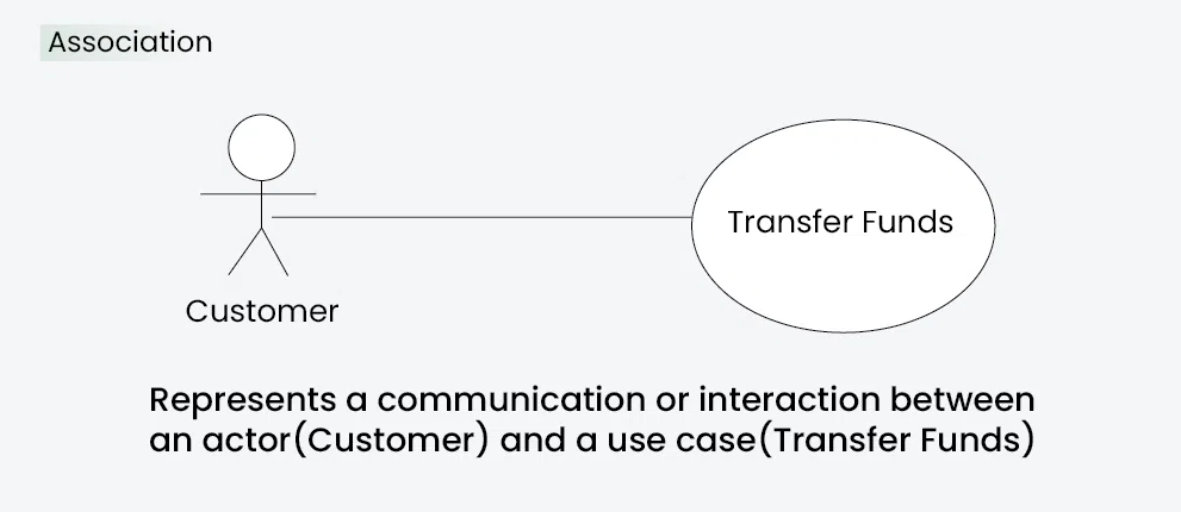 Association
Transfer Funds
Customer
Represents a communication or interaction between
an actor(Customer) and a use case(Transfer Funds)